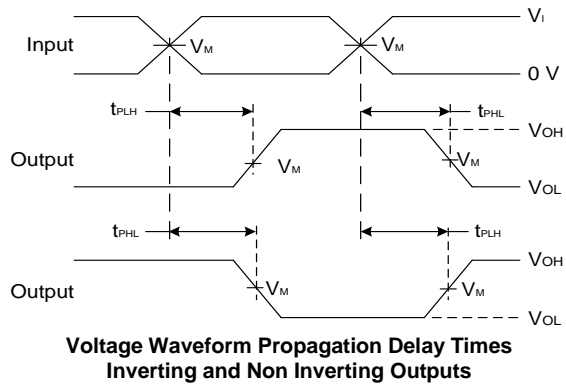 Input
VM
VM
VI
0 V
tPLH
tPHL
Output
VM
VM
VOH
VOL
tPHL
tPLH
Output
VM
VM
VOH
VOL
Voltage Waveform Propagation Delay Times
Inverting and Non Inverting Outputs